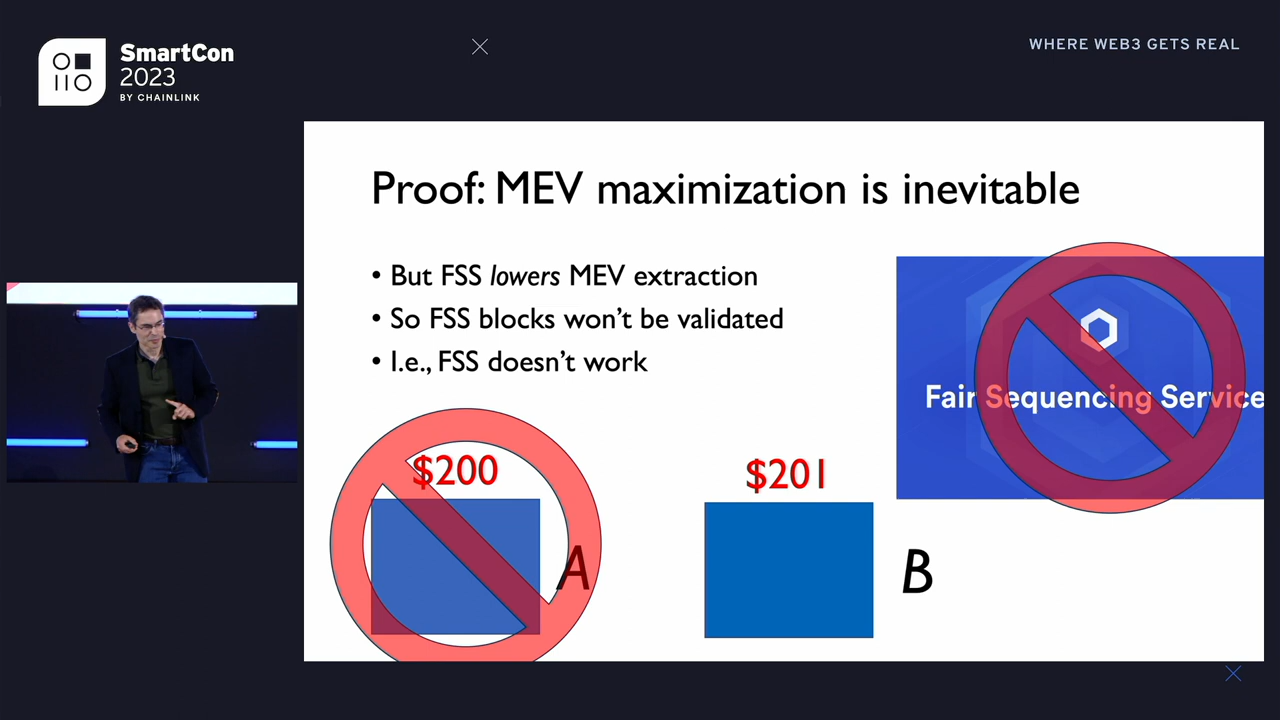 SmartCon
2023
BY CHAINLINK
WHERE WEB3 GETS REAL
Proof: MEV maximization is inevitable
• But FSS lowers MEV extraction
• So FSS blocks won't be validated
• I.e., FSS doesn't work
Fair Sequencing Service
$200
A
$201
B